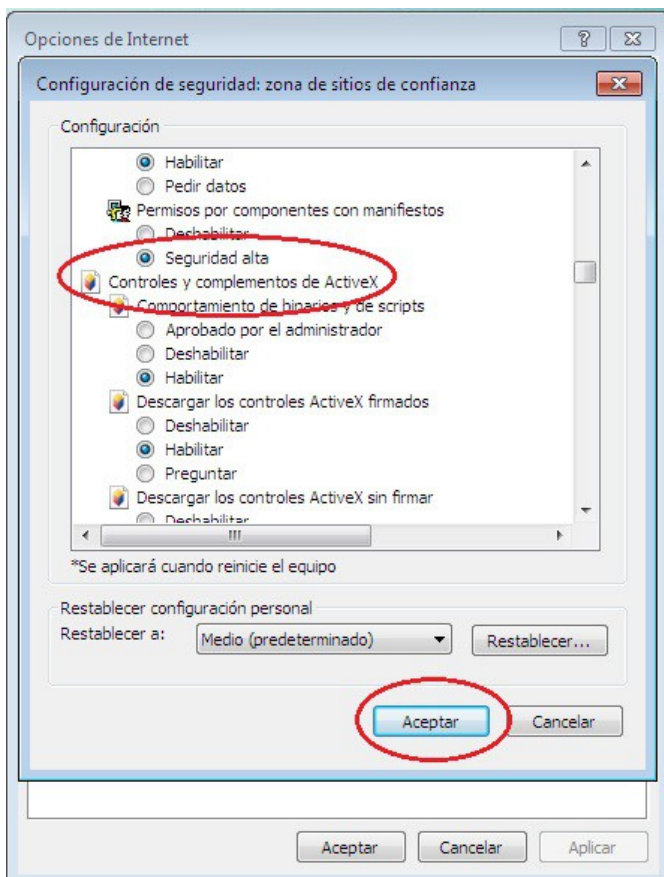 Opciones de Internet
Configuración de seguridad: zona de sitios de confianza
Configuración
Habilitar
Pedir datos
Permisos por componentes con manifiestos
Deshabilitar
Seguridad alta
Controles y complementos de ActiveX
Comportamiento de binarios y de scripts
Aprobado por el administrador
Deshabilitar
Habilitar
Descargar los controles ActiveX firmados
Deshabilitar
Habilitar
Preguntar
Descargar los controles ActiveX sin firmar
Deshabilitar
*Se aplicará cuando reinicie el equipo
Restablecer configuración personal
Restablecer a: Medio (predeterminado) Restablecer...
Aceptar Cancelar
Aceptar Cancelar Aplicar